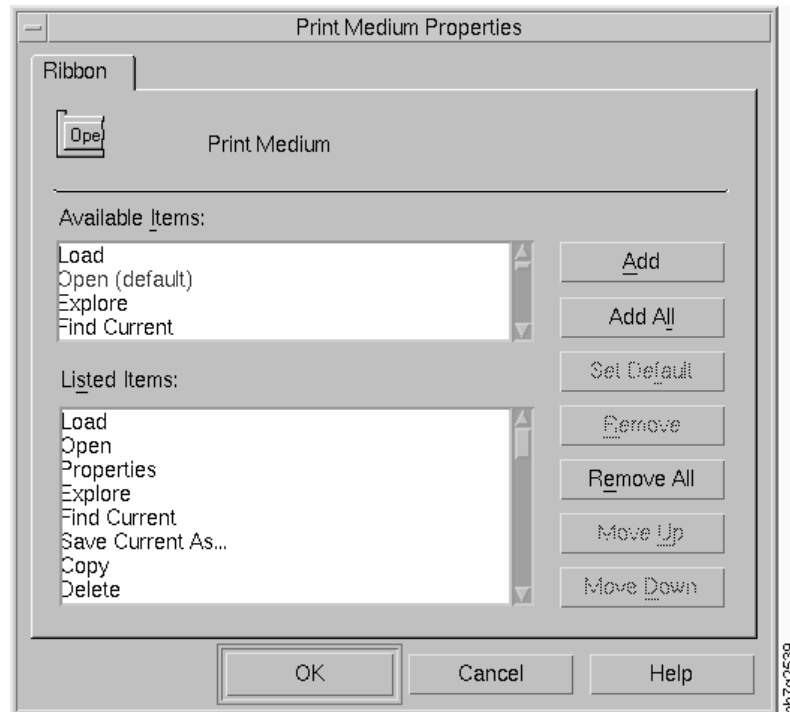 Print Medium Properties
Ribbon
Ope
Print Medium
Available Items:
Load
Open (default)
Explore
Find Current
Add
Add All
Listed Items:
Load
Open
Properties
Explore
Find Current
Save Current As...
Copy
Delete
Set Default
Remove
Remove All
Move Up
Move Down
OK
Cancel
Help